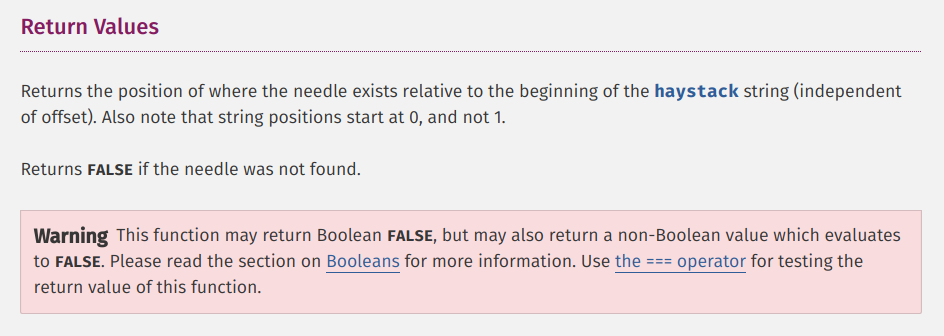 Return Values
Returns the position of where the needle exists relative to the beginning of the haystack string (independent
of offset). Also note that string positions start at 0, and not 1.
Returns FALSE if the needle was not found.
Warning This function may return Boolean FALSE, but may also return a non-Boolean value which evaluates
to FALSE. Please read the section on Booleans for more information. Use the === operator for testing the
return value of this function.